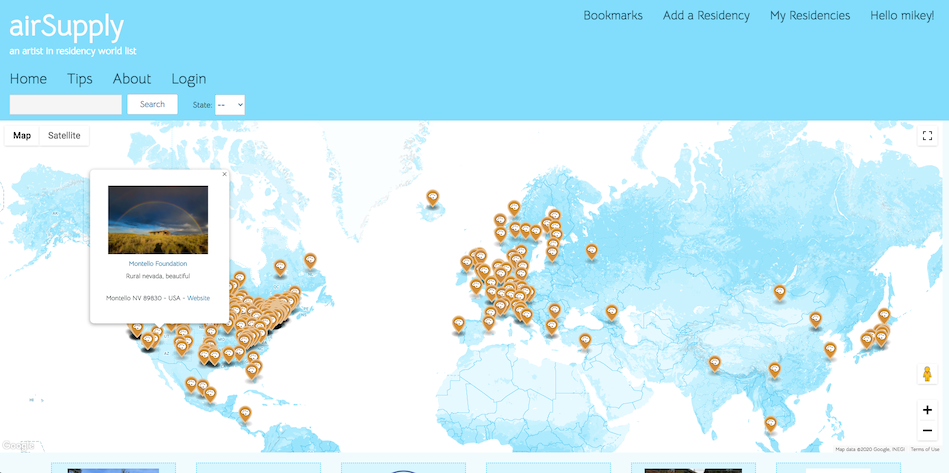 airSupply
an artist in residency world list
Bookmarks Add a Residency My Residencies Hello mikey!
Home Tips About Login
Search State: --
Map Satellite
Montello Foundation
Rural nevada, beautiful
Montello NV 89830 - USA - Website
Google
Map data ©2020 Google, INEGI Terms of Use